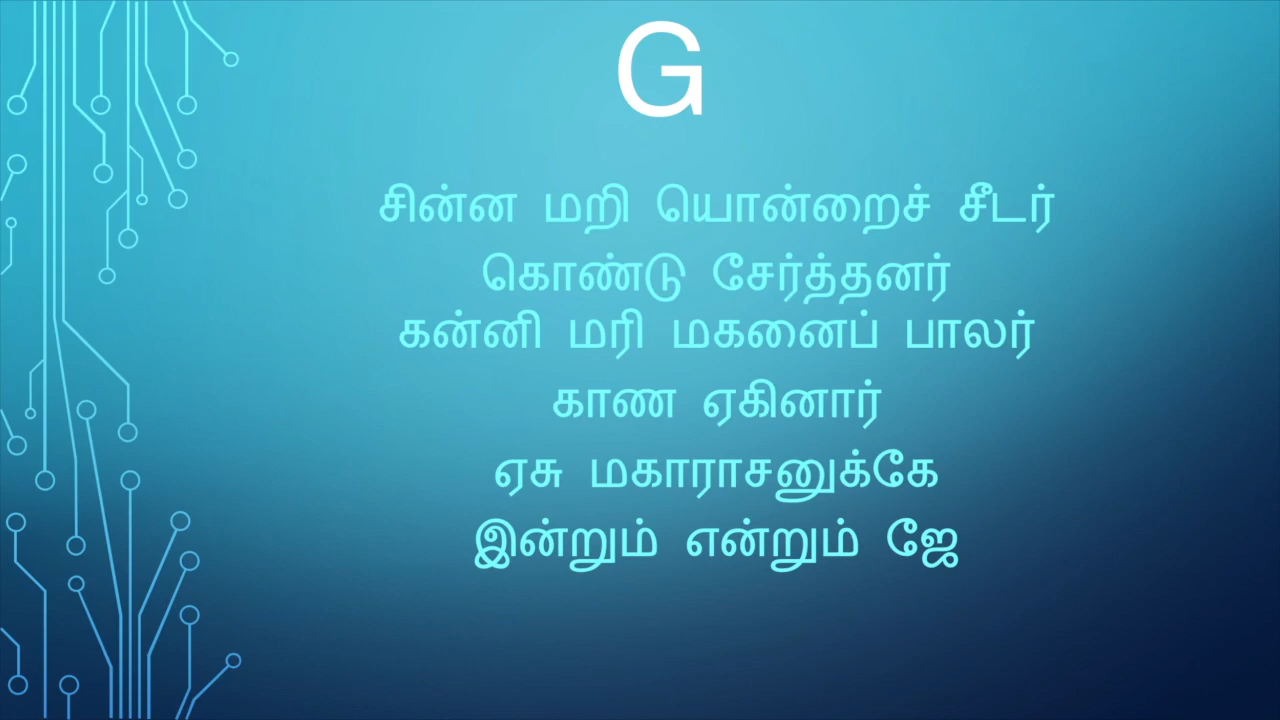 G
சின்ன மறி யொன்றைச் சீடர்
கொண்டு சேர்த்தனர்
கன்னி மரி மகனைப் பாலர்
காண ஏகினார்
ஏசு மகாராசனுக்கே
இன்றும் என்றும் ஜே